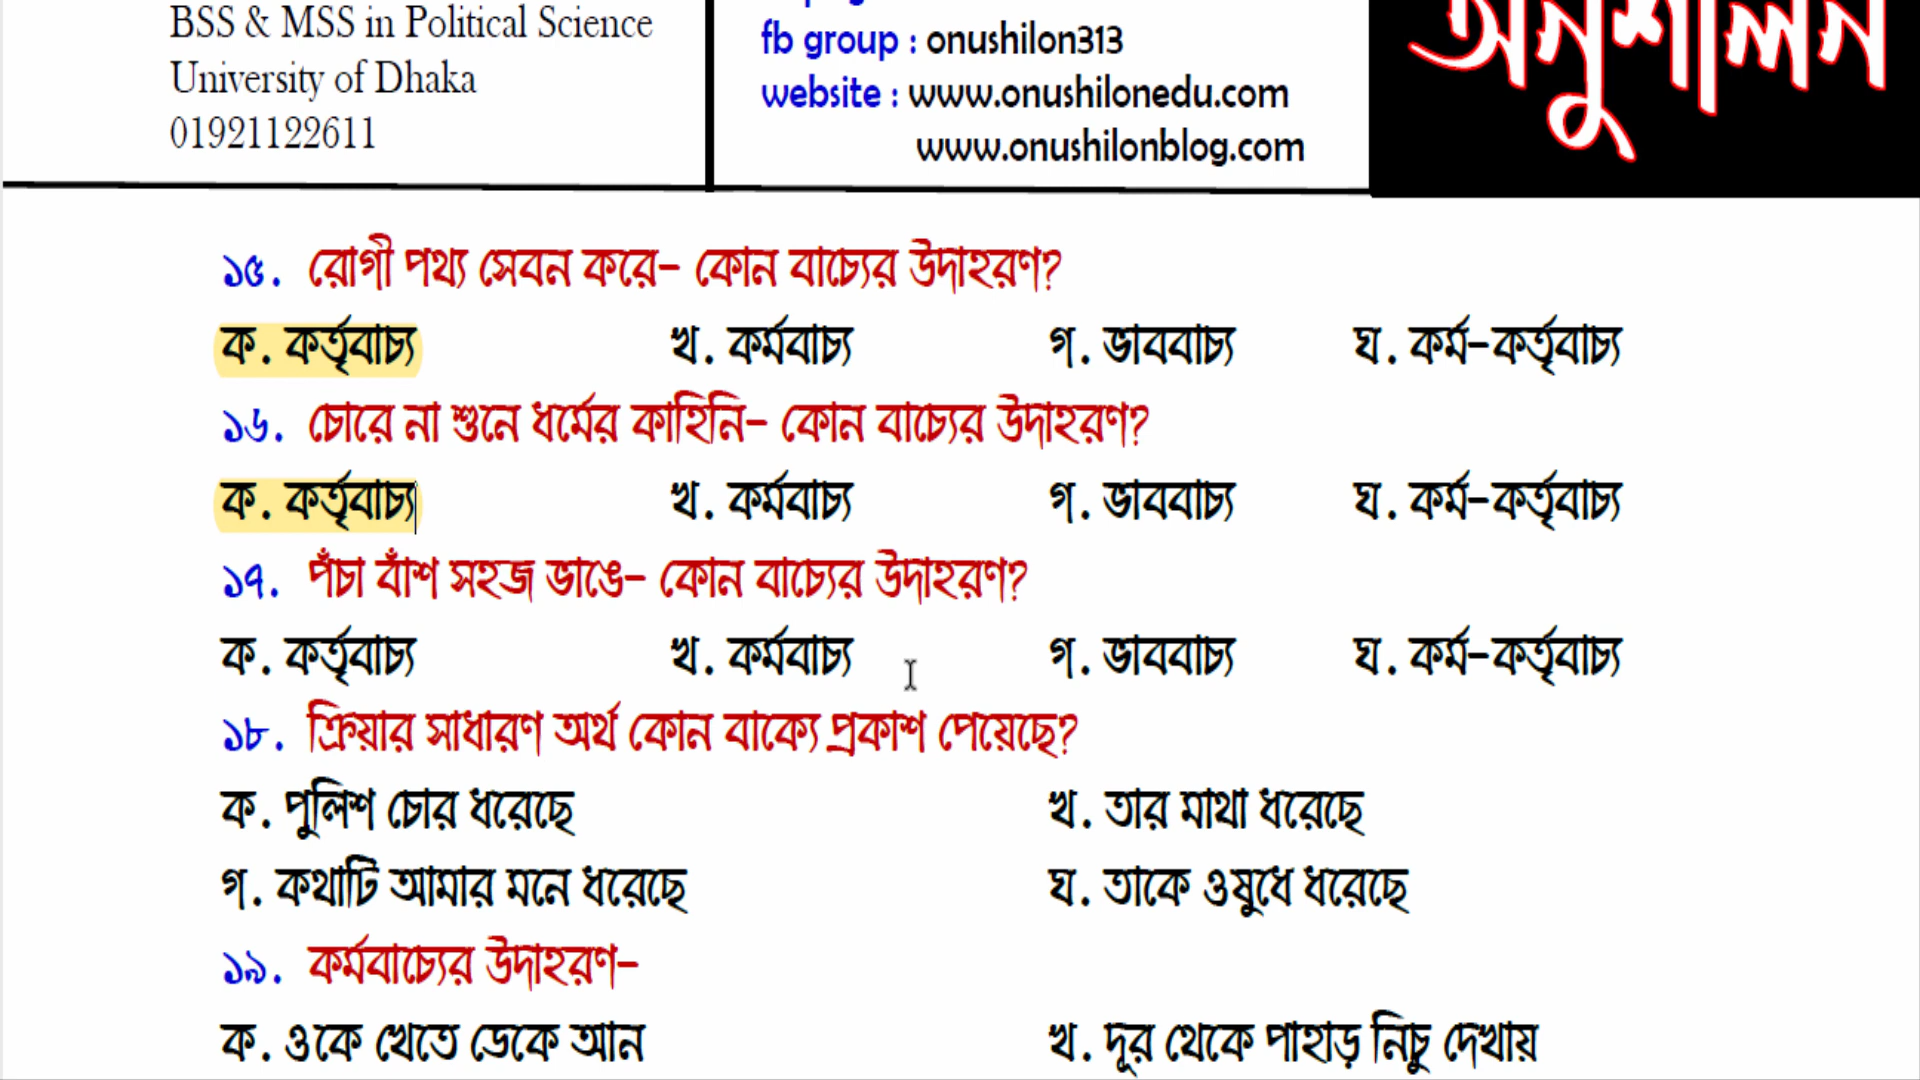 BSS & MSS in Political Science
University of Dhaka
01921122611
fb group : onushilon313
website : www.onushilonedu.com
www.onushilonblog.com
অনুশীলন
১৫. রোগী পথ্য সেবন করে– কোন বাচ্যের উদাহরণ?
ক. কর্তৃবাচ্য খ. কর্মবাচ্য গ. ভাববাচ্য ঘ. কর্ম–কর্তৃবাচ্য
১৬. চোরে না শুনে ধর্মের কাহিনি– কোন বাচ্যের উদাহরণ?
ক. কর্তৃবাচ্য খ. কর্মবাচ্য গ. ভাববাচ্য ঘ. কর্ম–কর্তৃবাচ্য
১৭. পঁচা বাঁশ সহজ ভাঙে– কোন বাচ্যের উদাহরণ?
ক. কর্তৃবাচ্য খ. কর্মবাচ্য গ. ভাববাচ্য ঘ. কর্ম–কর্তৃবাচ্য
১৮. ক্রিয়ার সাধারণ অর্থ কোন বাক্যে প্রকাশ পেয়েছে?
ক. পুলিশ চোর ধরেছে খ. তার মাথা ধরেছে
গ. কথাটি আমার মনে ধরেছে ঘ. তাকে ওষুধে ধরেছে
১৯. কর্মবাচ্যের উদাহরণ–
ক. ওকে খেতে ডেকে আন খ. দূর থেকে পাহাড় নিচু দেখায়